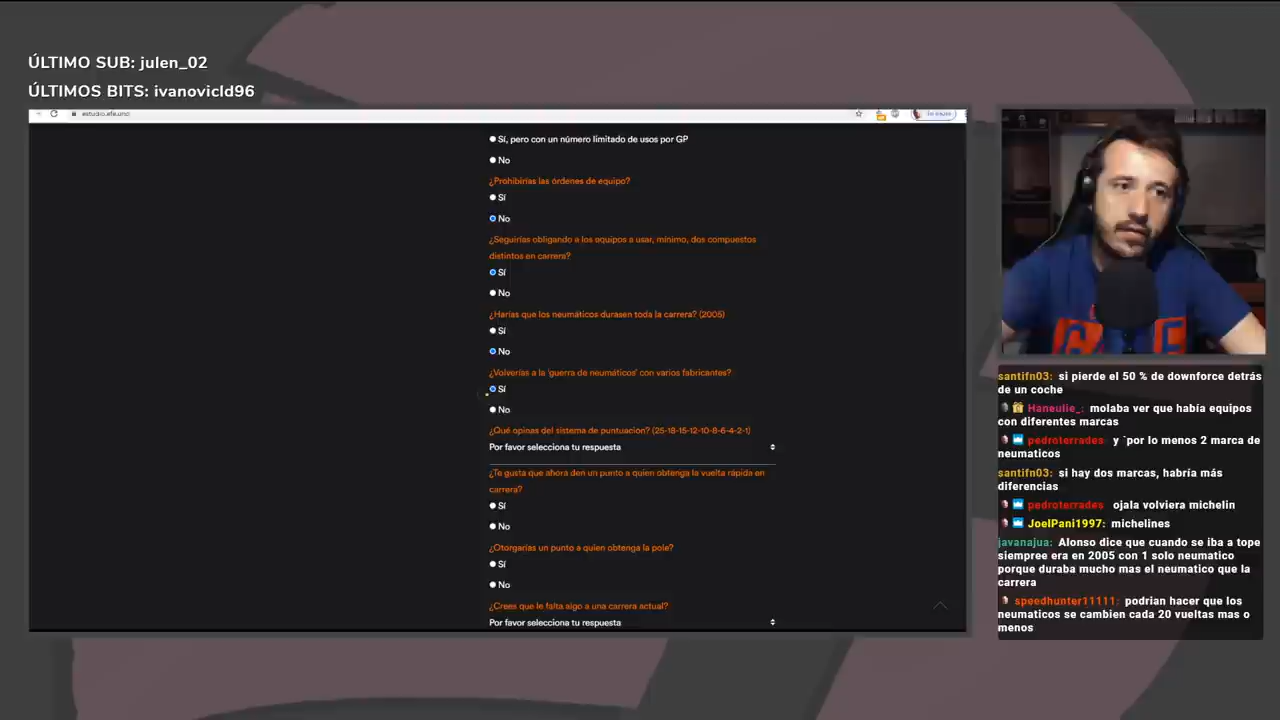 ÚLTIMO SUB: julen_02
ÚLTIMOS BITS: ivanovicld96
estudio.efeuno
Sí, pero con un número limitado de usos por GP
No
¿Prohibirías las órdenes de equipo?
Sí
No
¿Seguirías obligando a los equipos a usar, mínimo, dos compuestos
distintos en carrera?
Sí
No
¿Harías que los neumáticos durasen toda la carrera? (2005)
Sí
No
¿Volverías a la 'guerra de neumáticos' con varios fabricantes?
Sí
No
¿Qué opinas del sistema de puntuación? (25-18-15-12-10-8-6-4-2-1)
Por favor selecciona tu respuesta
¿Te gusta que ahora den un punto a quien obtenga la vuelta rápida en
carrera?
Sí
No
¿Otorgarías un punto a quien obtenga la pole?
Sí
No
¿Crees que le falta algo a una carrera actual?
Por favor selecciona tu respuesta
santifn03: si pierde el 50 % de downforce detrás
de un coche
Haneulie_: molaba ver que había equipos
con diferentes marcas
pedroterrades y `por lo menos 2 marca de
neumaticos
santifn03: si hay dos marcas, habría más
diferencias
pedroterrades ojala volviera michelin
JoelPani1997: michelines
javanajua: Alonso dice que cuando se iba a tope
siempree era en 2005 con 1 solo neumatico
porque duraba mucho mas el neumatico que la
carrera
speedhunter11111: podrian hacer que los
neumaticos se cambien cada 20 vueltas mas o
menos